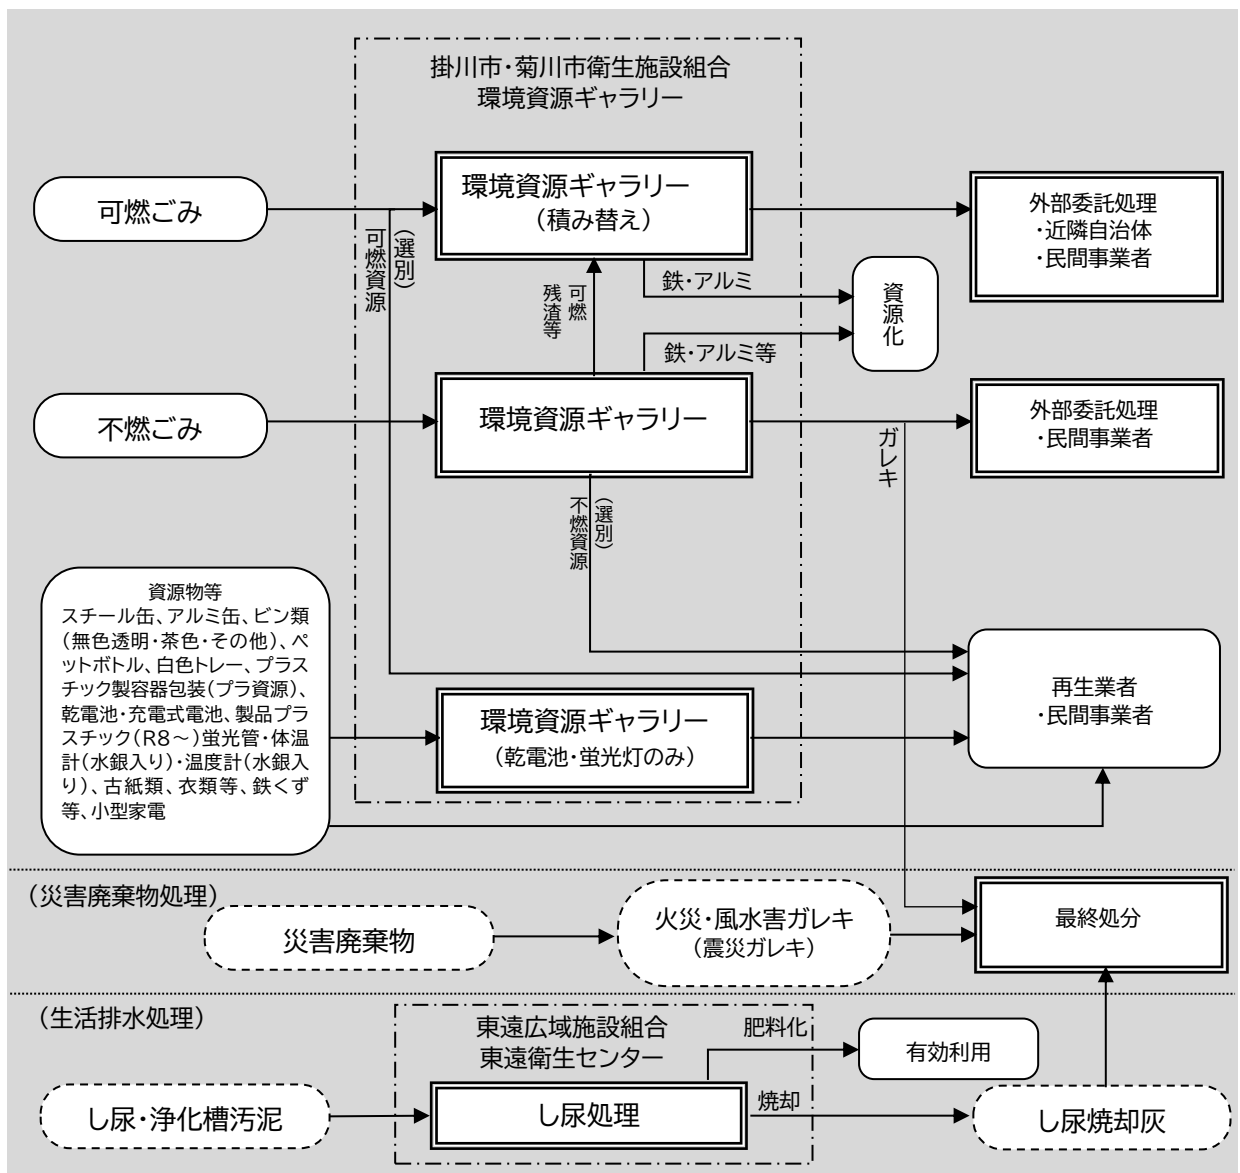 掛川市・菊川市衛生施設組合
環境資源ギャラリー
可燃ごみ
可燃資源
（選別）
環境資源ギャラリー
（積み替え）
外部委託処理
・近隣自治体
・民間事業者
可燃
残渣等
鉄・アルミ
資源化
鉄・アルミ等
不燃ごみ
環境資源ギャラリー
ガレキ
外部委託処理
・民間事業者
不燃資源
（選別）
資源物等
スチール缶、アルミ缶、ビン類
（無色透明・茶色・その他）、ペ
ットボトル、白色トレー、プラス
チック製容器包装（プラ資源）、
乾電池・充電式電池、製品プラ
スチック（R８～）蛍光管・体温
計（水銀入り）・温度計（水銀入
り）、古紙類、衣類等、鉄くず
等、小型家電
環境資源ギャラリー
（乾電池・蛍光灯のみ）
再生業者
・民間事業者
（災害廃棄物処理）
災害廃棄物
火災・風水害ガレキ
（震災ガレキ）
最終処分
（生活排水処理）
東遠広域施設組合
東遠衛生センター
肥料化
有効利用
し尿・浄化槽汚泥
し尿処理
焼却
し尿焼却灰